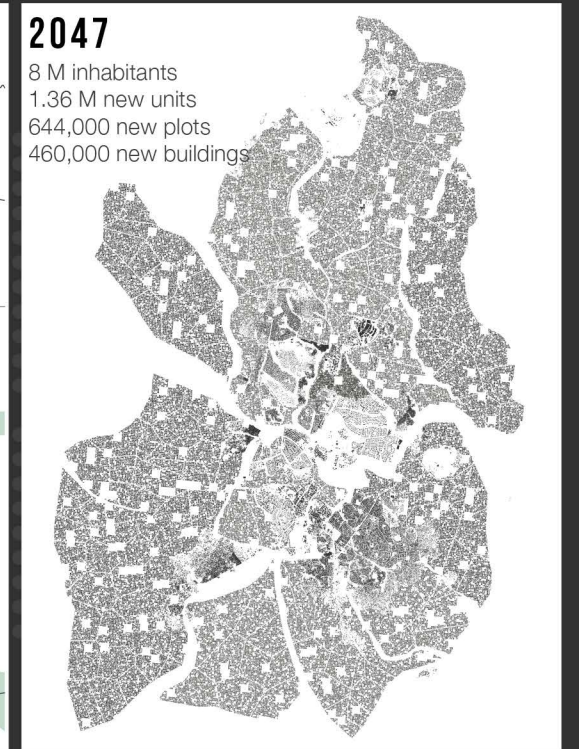 2047
8 M inhabitants
1.36 M new units
644,000 new plots
460,000 new buildings